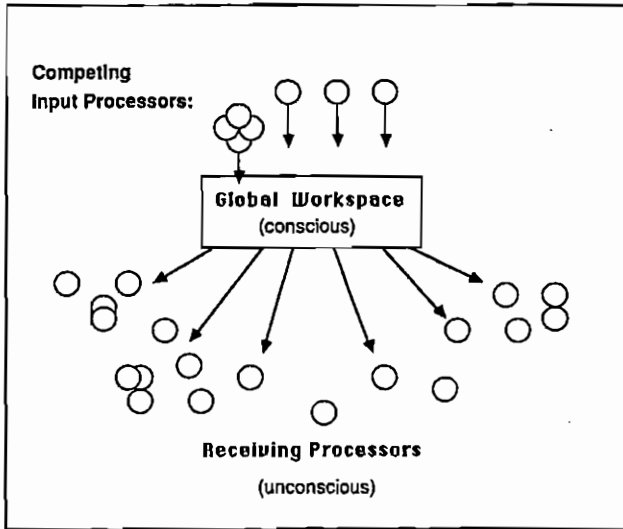 Competing
Input Processors:
Global Workspace
(conscious)
Receiving Processors
(unconscious)